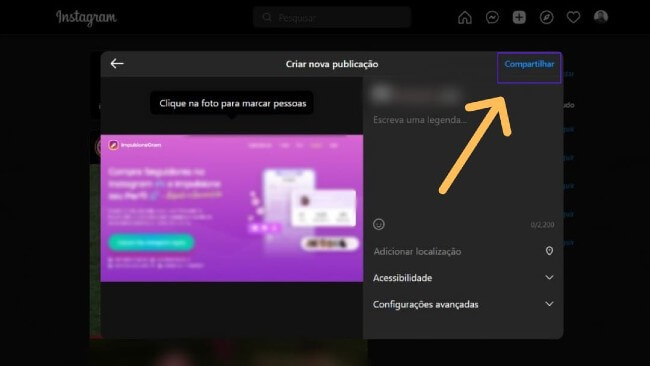 Instagram
Pesquisar
Criar nova publicação
Compartilhar
Clique na foto para marcar pessoas
Escreva uma legenda...
ImpulsioneGram
Compre Seguidores no
Instagram e Impulsione
seu Perfil
0/2,200
Adicionar localização
Acessibilidade
Configurações avançadas